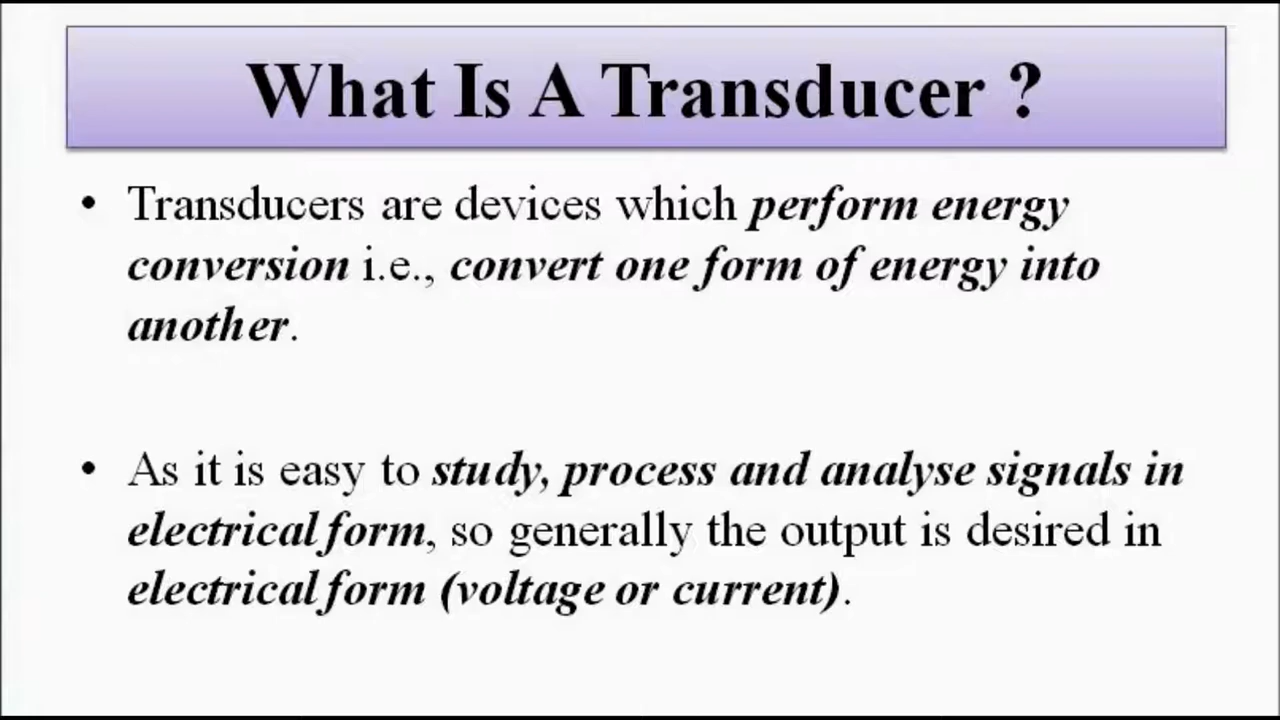 What Is A Transducer ?
• Transducers are devices which perform energy
conversion i.e., convert one form of energy into
another.
• As it is easy to study, process and analyse signals in
electrical form, so generally the output is desired in
electrical form (voltage or current).